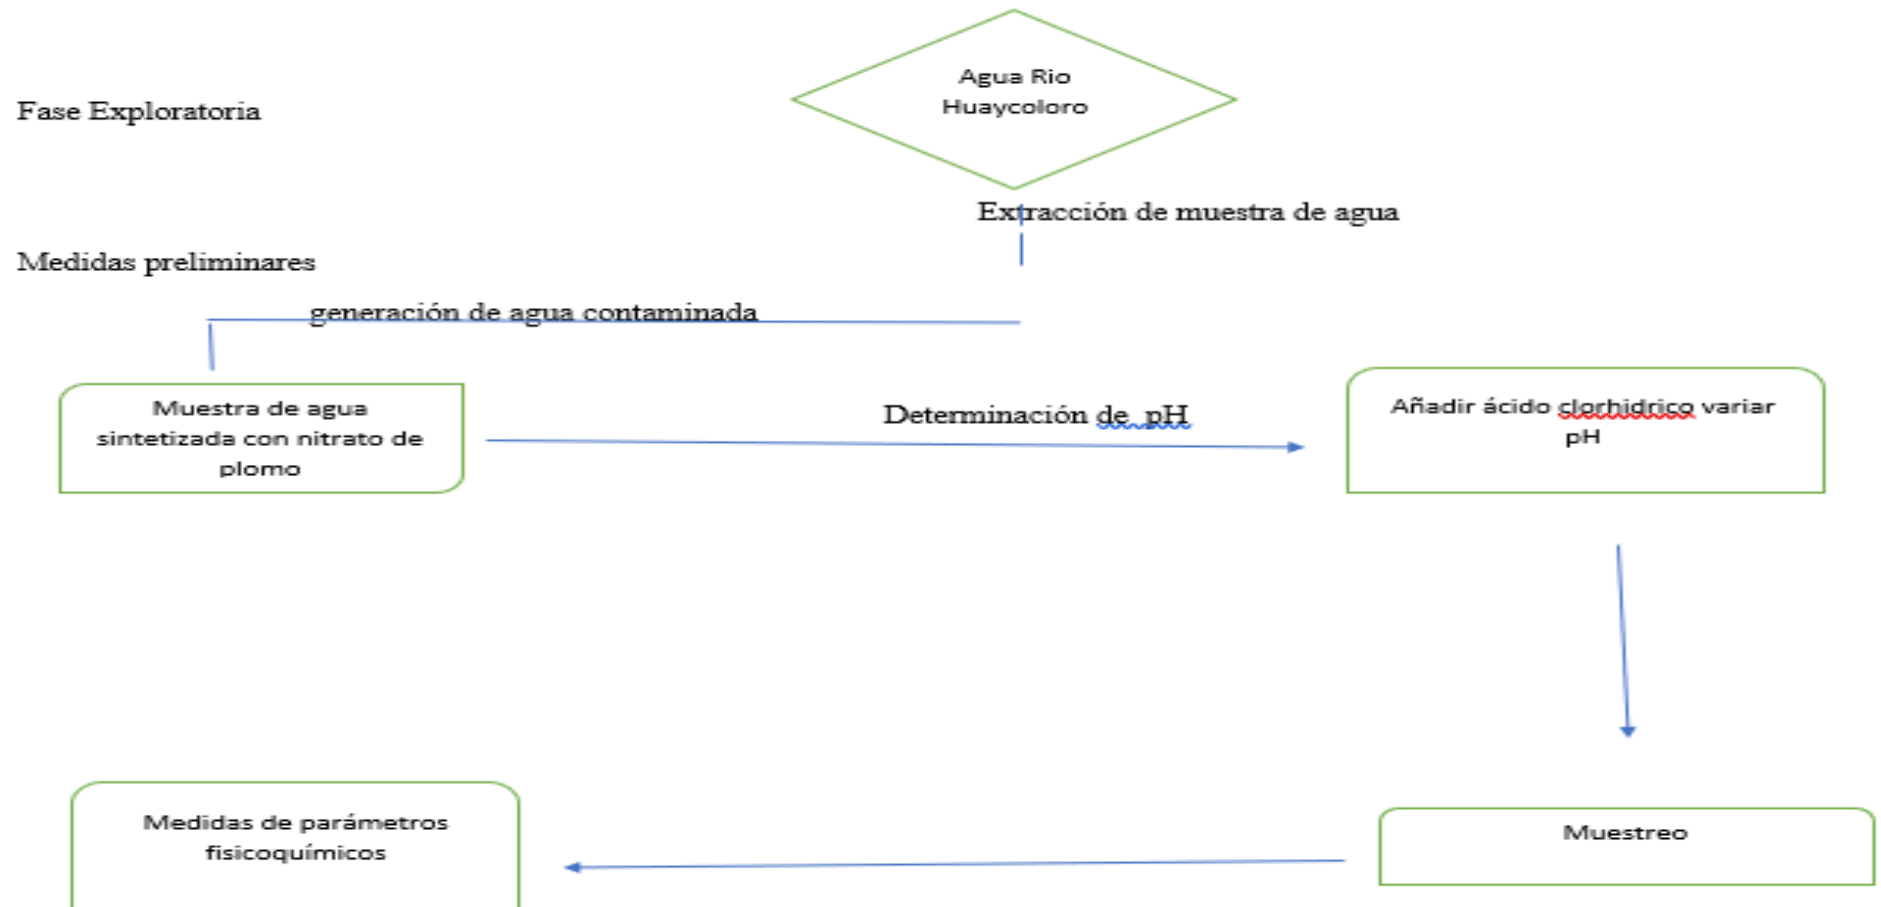 Agua Rio
Huaycoloro
Fase Exploratoria
Extracción de muestra de agua
Medidas preliminares
generación de agua contaminada
Muestra de agua
sintetizada con nitrato de
plomo
Determinación de  pH
Añadir ácido clorhidrico variar
pH
Medidas de parámetros
fisicoquímicos
Muestreo